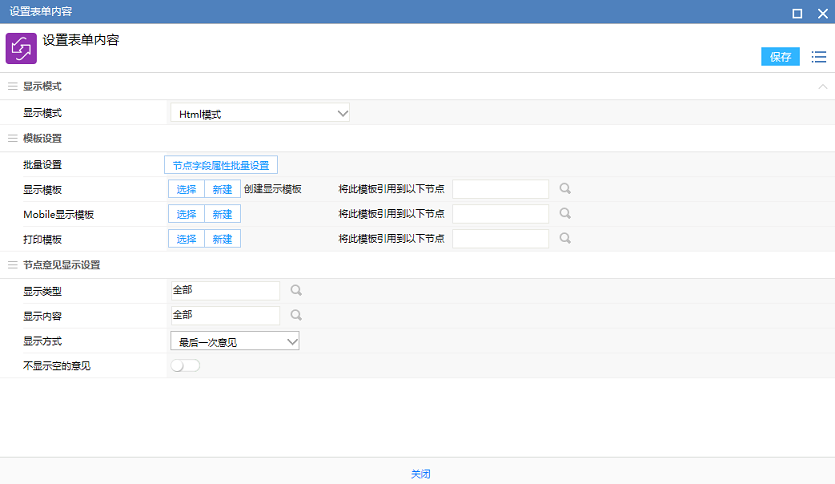 设置表单内容
设置表单内容
保存
显示模式
显示模式 Html模式
模板设置
批量设置 节点字段属性批量设置
显示模板 选择 新建 创建显示模板 将此模板引用到以下节点
Mobile显示模板 选择 新建 将此模板引用到以下节点
打印模板 选择 新建 将此模板引用到以下节点
节点意见显示设置
显示类型 全部
显示内容 全部
显示方式 最后一次意见
不显示空的意见
关闭